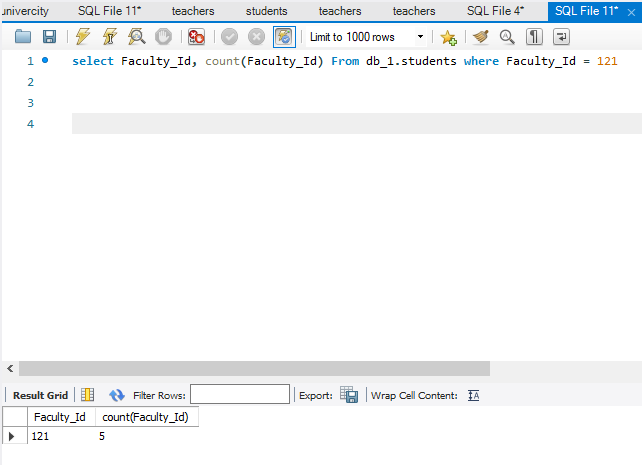 univercity SQL File 11* teachers students teachers teachers SQL File 4* SQL File 11*
Limit to 1000 rows
1 select Faculty_Id, count(Faculty_Id) From db_1.students where Faculty_Id = 121
2
3
4
Result Grid Filter Rows: Export: Wrap Cell Content:
Faculty_Id count(Faculty_Id)
121 5